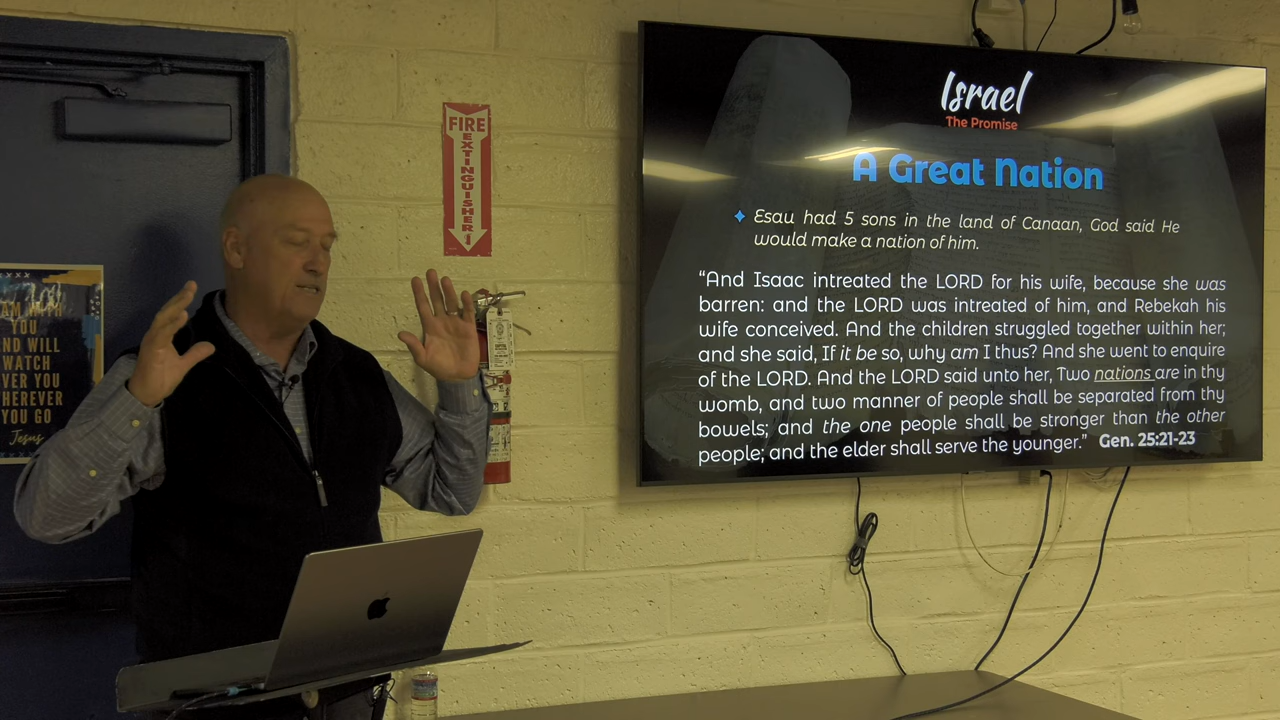 FIRE
EXTINGUISHER
AM WITH
YOU
ND WILL
WATCH
VER YOU
HEREVER
YOU GO
Jesus
Israel
The Promise
A Great Nation
Esau had 5 sons in the land of Canaan, God said He
would make a nation of him.
“And Isaac intreated the LORD for his wife, because she was
barren: and the LORD was intreated of him, and Rebekah his
wife conceived. And the children struggled together within her;
and she said, If it be so, why am I thus? And she went to enquire
of the LORD. And the LORD said unto her, Two nations are in thy
womb, and two manner of people shall be separated from thy
bowels; and the one people shall be stronger than the other
people; and the elder shall serve the younger.” Gen. 25:21-23